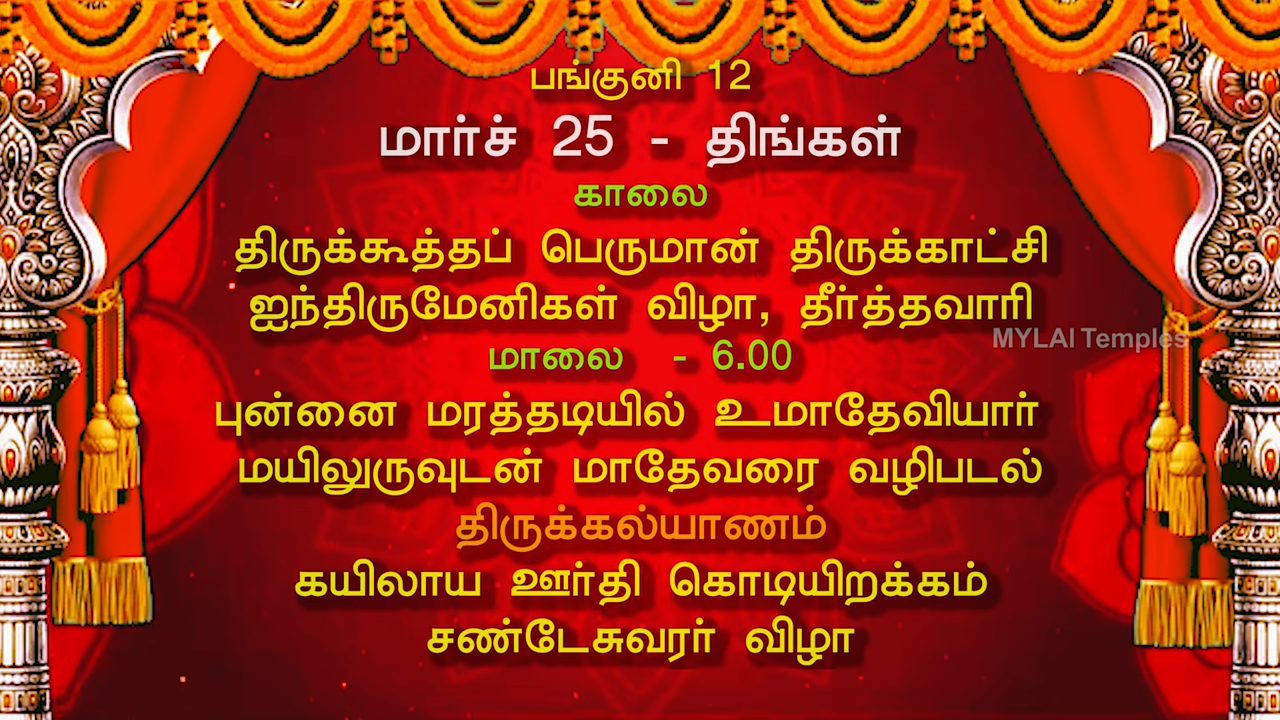 பங்குனி 12
மார்ச் 25 - திங்கள்
காலை
திருக்கூத்தப் பெருமான் திருக்காட்சி
ஐந்திருமேனிகள் விழா, தீர்த்தவாரி
MYLAI Temples
மாலை - 6.00
புன்னை மரத்தடியில் உமாதேவியார்
மயிலுருவுடன் மாதேவரை வழிபடல்
திருக்கல்யாணம்
கயிலாய ஊர்தி கொடியிறக்கம்
சண்டேசுவரர் விழா